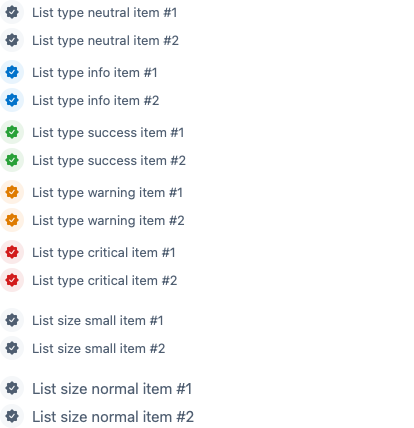 List type neutral item #1
List type neutral item #2
List type info item #1
List type info item #2
List type success item #1
List type success item #2
List type warning item #1
List type warning item #2
List type critical item #1
List type critical item #2
List size small item #1
List size small item #2
List size normal item #1
List size normal item #2